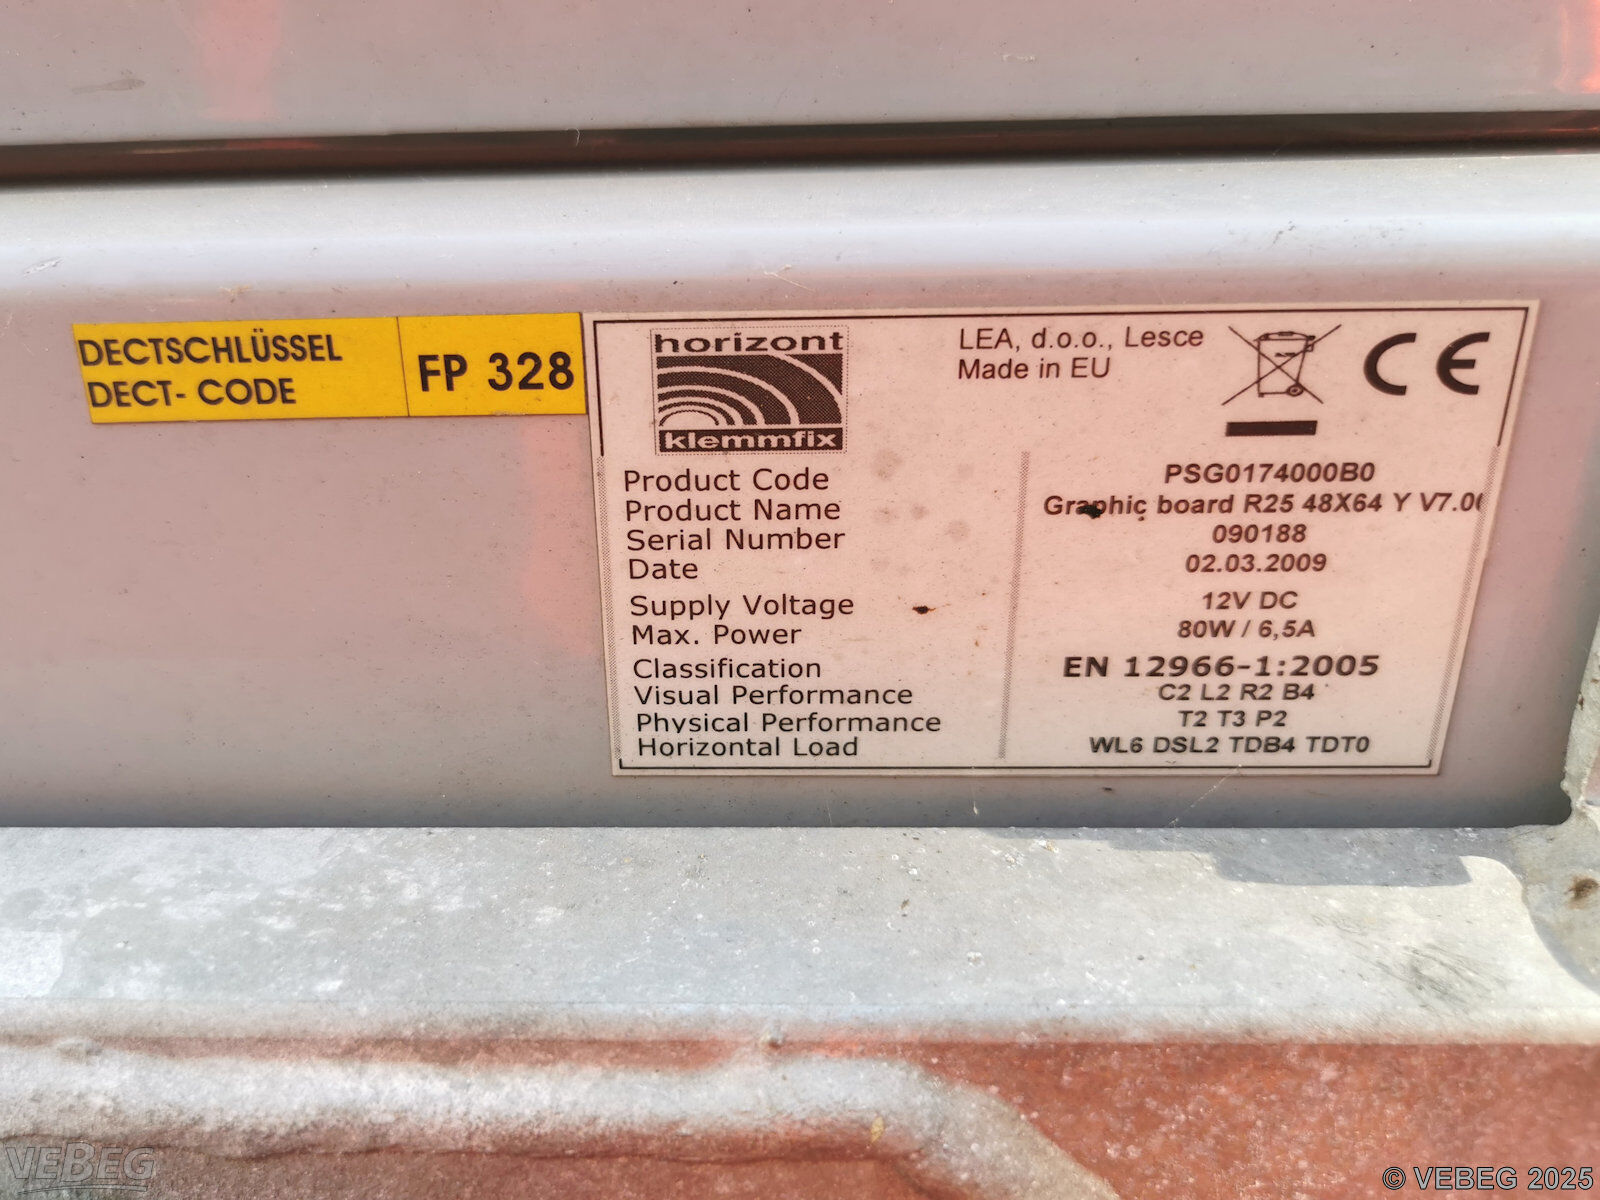 DECTSCHLÜSSEL
DECT- CODE
FP 328
horizont
klemmfix
LEA, d.o.o., Lesce
Made in EU
CE
Product Code PSG0174000B0
Product Name Graphic board R25 48X64 Y V7.0
Serial Number 090188
Date 02.03.2009
Supply Voltage 12V DC
Max. Power 80W / 6,5A
Classification EN 12966-1:2005
Visual Performance C2 L2 R2 B4
Physical Performance T2 T3 P2
Horizontal Load WL6 DSL2 TDB4 TDT0
VEBEG
© VEBEG 2025